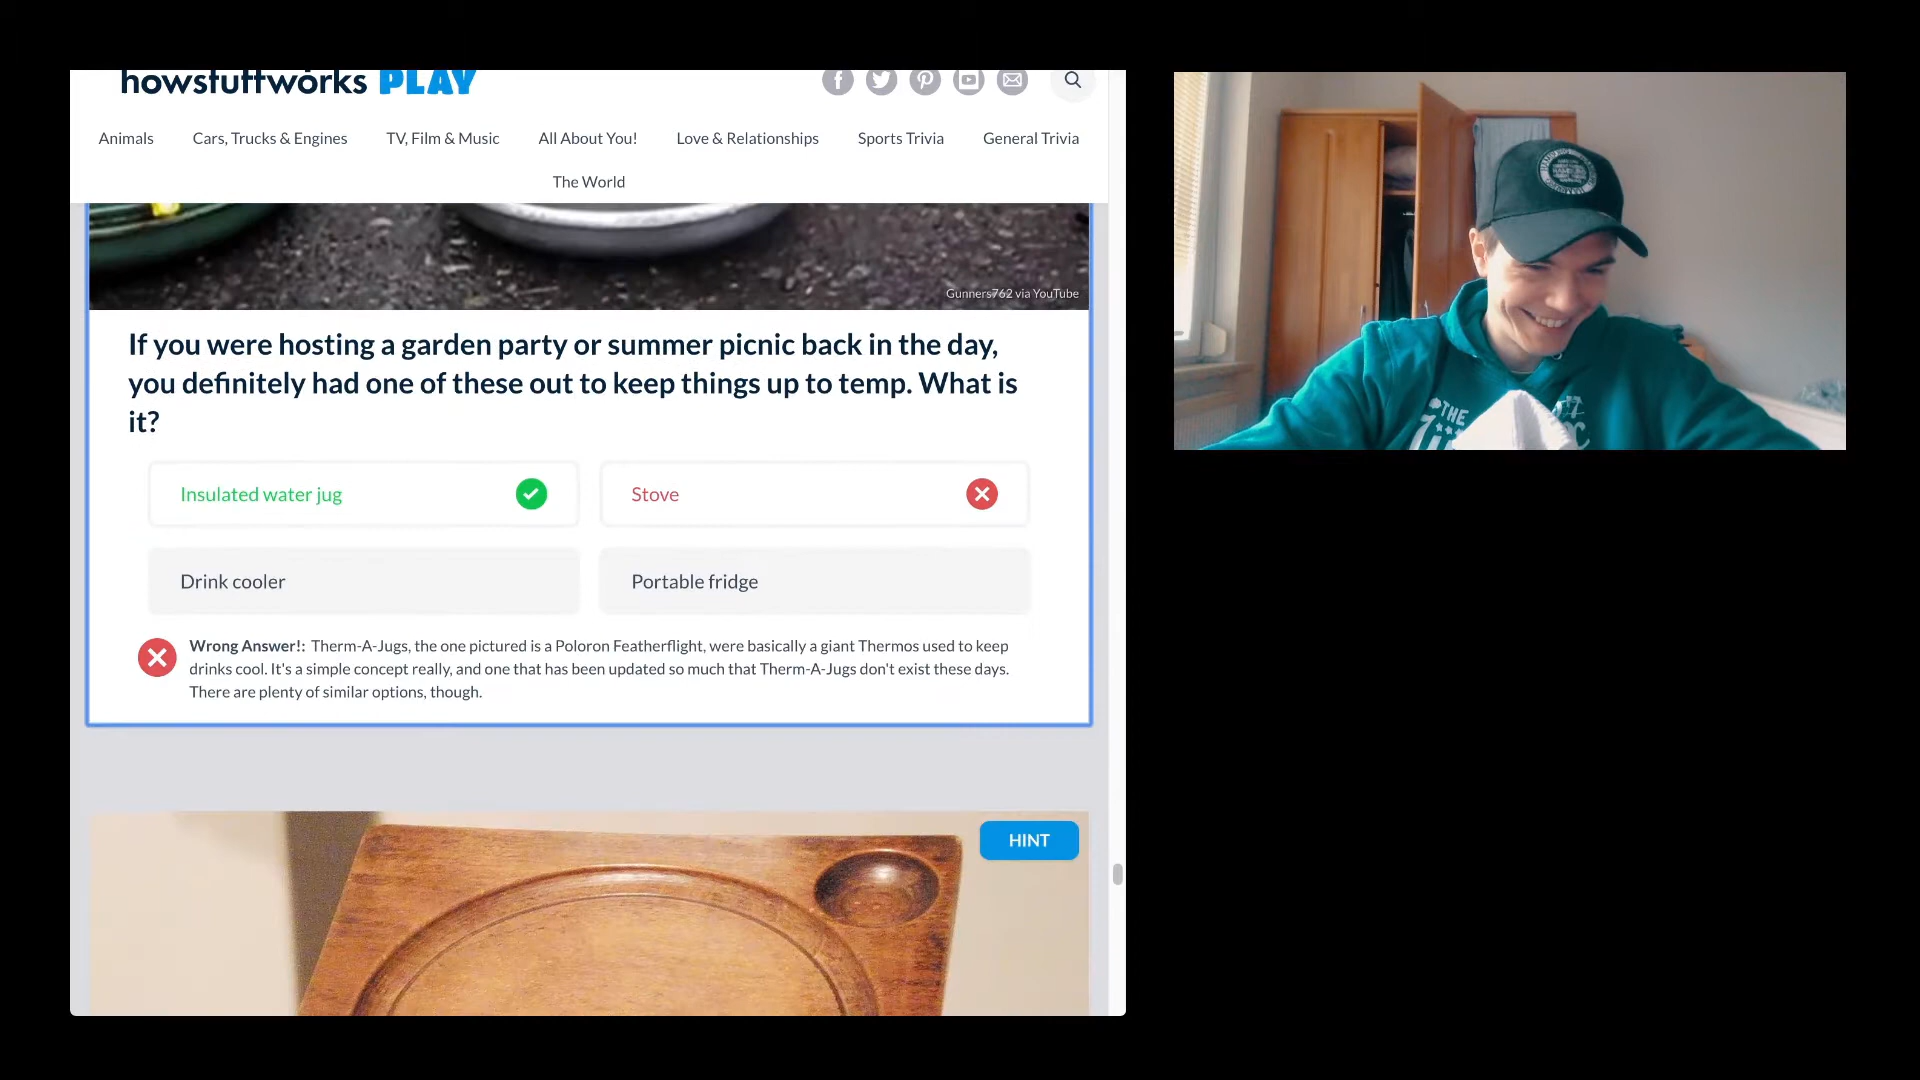 howstuffworks PLAY
Animals
Cars, Trucks & Engines
TV, Film & Music
All About You!
Love & Relationships
Sports Trivia
General Trivia
The World
Gunners762 via YouTube
If you were hosting a garden party or summer picnic back in the day,
you definitely had one of these out to keep things up to temp. What is
it?
Insulated water jug
Stove
Drink cooler
Portable fridge
Wrong Answer!: Therm-A-Jugs, the one pictured is a Poloron Featherflight, were basically a giant Thermos used to keep
drinks cool. It's a simple concept really, and one that has been updated so much that Therm-A-Jugs don't exist these days.
There are plenty of similar options, though.
HINT
THE